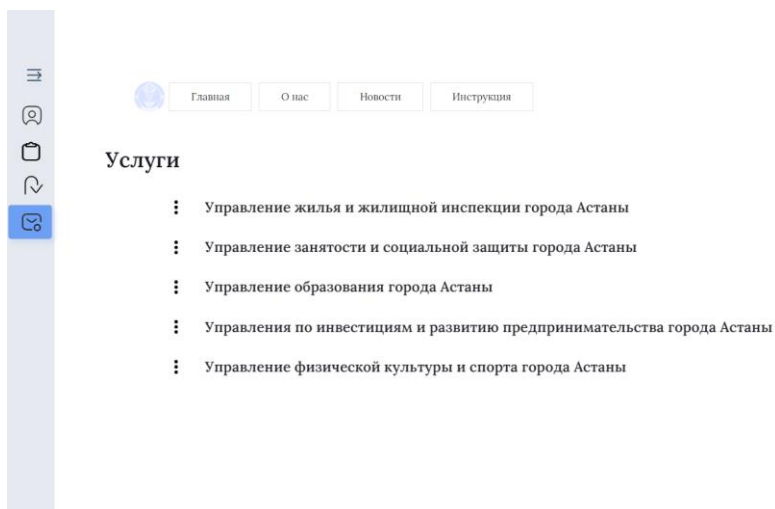 Главная
О нас
Новости
Инструкция
Услуги
Управление жилья и жилищной инспекции города Астаны
Управление занятости и социальной защиты города Астаны
Управление образования города Астаны
Управления по инвестициям и развитию предпринимательства города Астаны
Управление физической культуры и спорта города Астаны